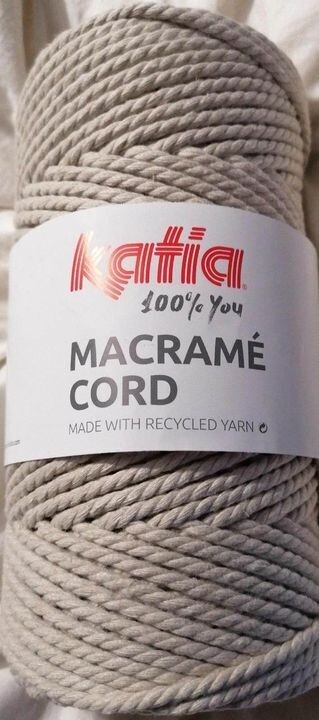 katia
100% You
MACRAMÉ
CORD
MADE WITH RECYCLED YARN